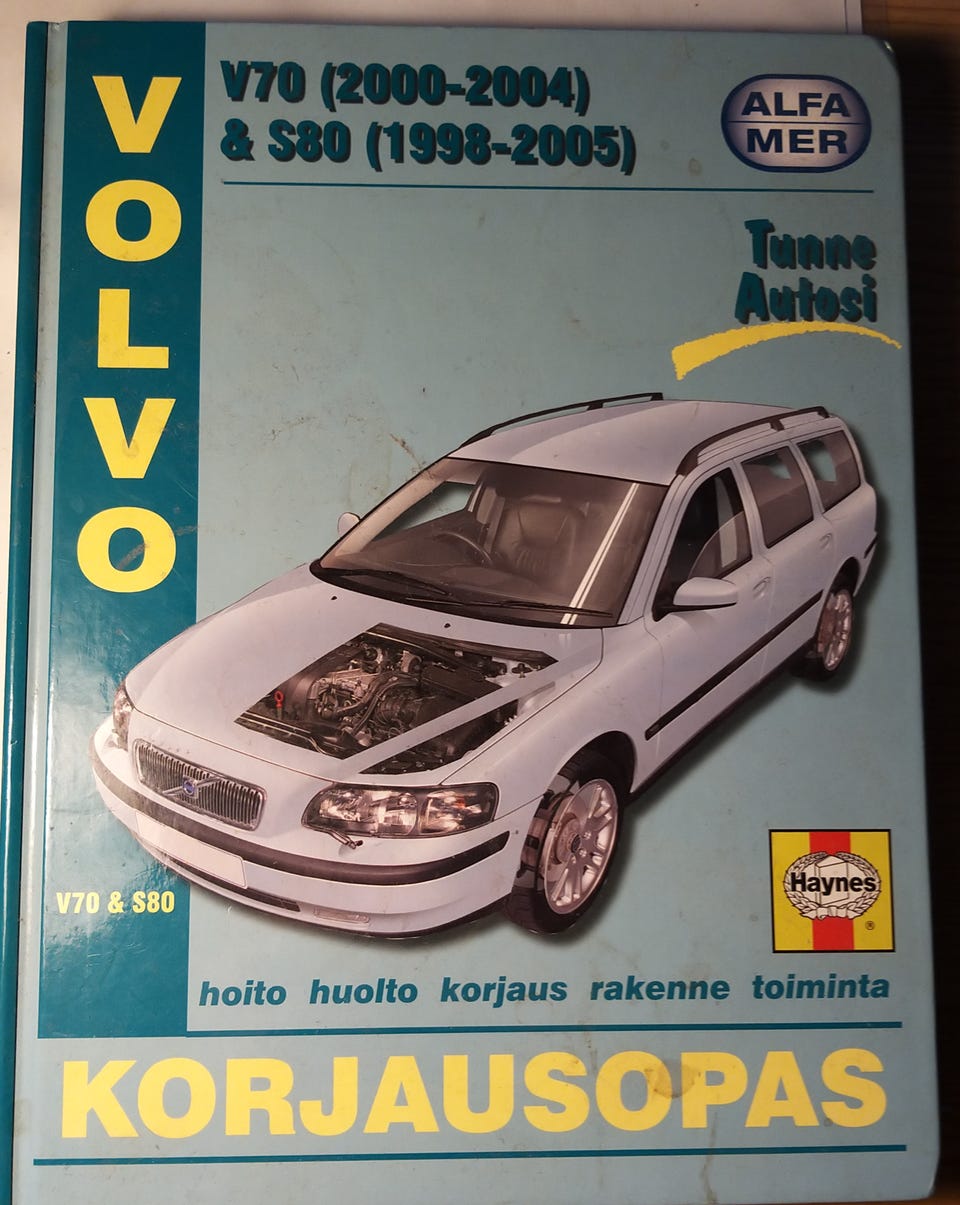 VOLVO
V70 (2000-2004)
& S80 (1998-2005)
ALFA
MER
Tunne
Autosi
V70 & S80
Haynes
®
hoito huolto korjaus rakenne toiminta
KORJAUSOPAS